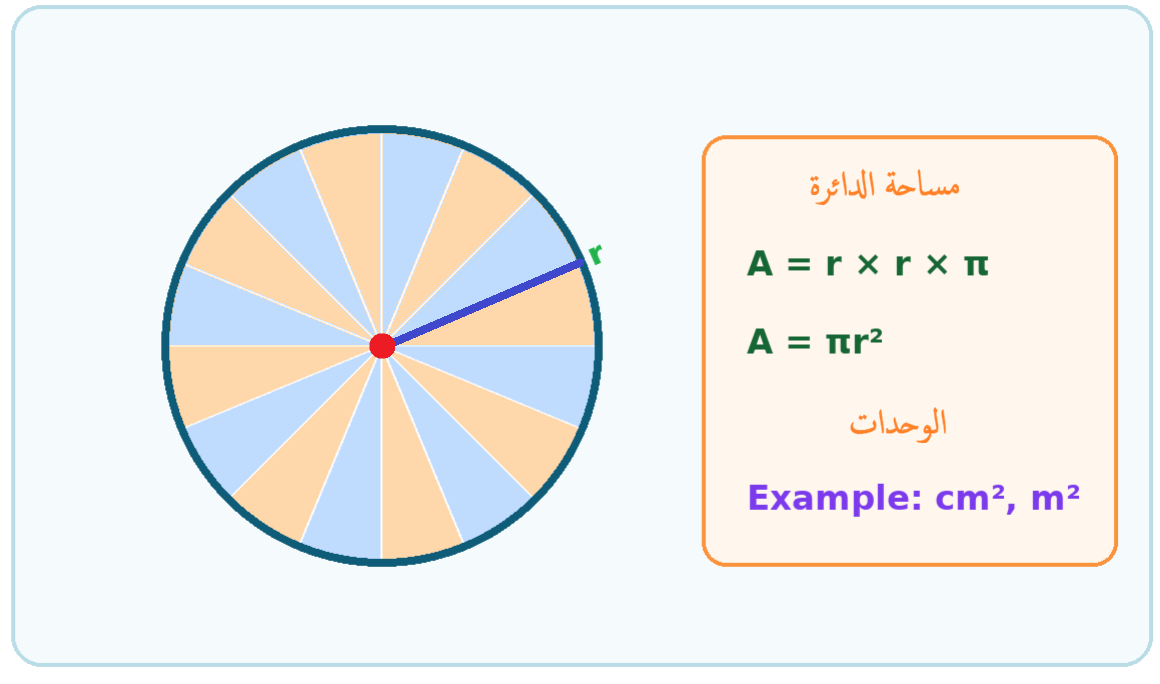 r
مساحة الدائرة
A = r × r × π
A = πr²
الوحدات
Example: cm², m²